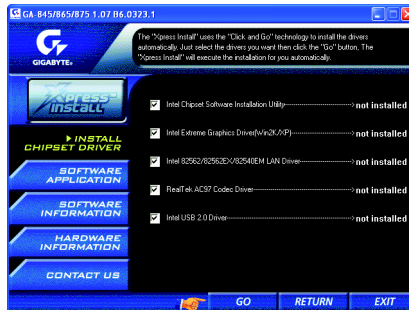 GA-845/865/875 1.07 B6.0323.1
GIGABYTE
The "Xpress Install" uses the "Click and Go" technology to install the drivers
automatically. Just select the drivers you want then click the "Go" button, The
"Xpress Install" will execute the installation for you automatically.
Xpress-
install
INSTALL
CHIPSET DRIVER
SOFTWARE
APPLICATION
SOFTWARE
INFORMATION
HARDWARE
INFORMATION
CONTACT US
Intel Chipset Software Installation Utility not installed
Intel Extreme Graphics Driver(Win2K/XP) not installed
Intel 82562/82562EX/82540EM LAN Driver not installed
RealTek AC97 Codec Driver not installed
Intel USB 2.0 Driver not installed
GO RETURN EXIT